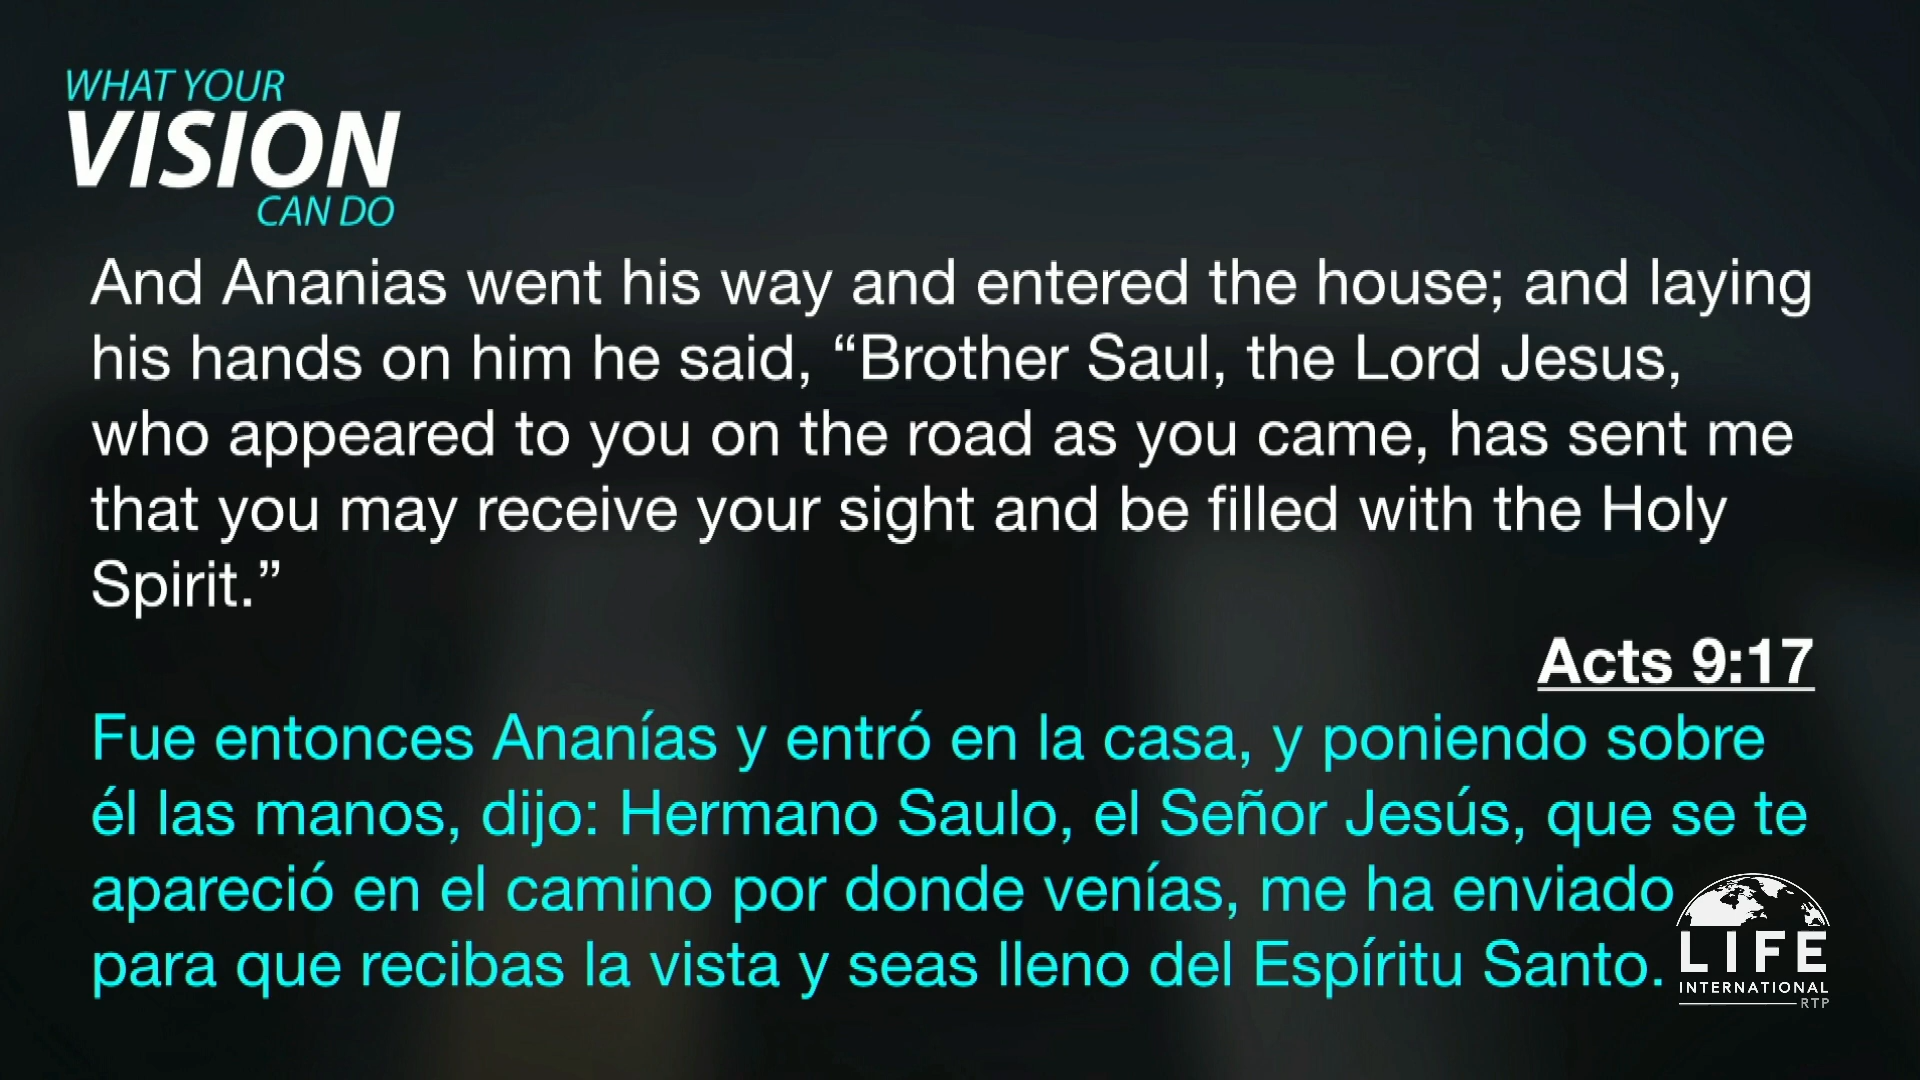 WHAT YOUR
VISION
CAN DO
And Ananias went his way and entered the house; and laying
his hands on him he said, “Brother Saul, the Lord Jesus,
who appeared to you on the road as you came, has sent me
that you may receive your sight and be filled with the Holy
Spirit.”
Acts 9:17
Fue entonces Ananías y entró en la casa, y poniendo sobre
él las manos, dijo: Hermano Saulo, el Señor Jesús, que se te
apareció en el camino por donde venías, me ha enviado
para que recibas la vista y seas lleno del Espíritu Santo.
LIFE
INTERNATIONAL
RTP